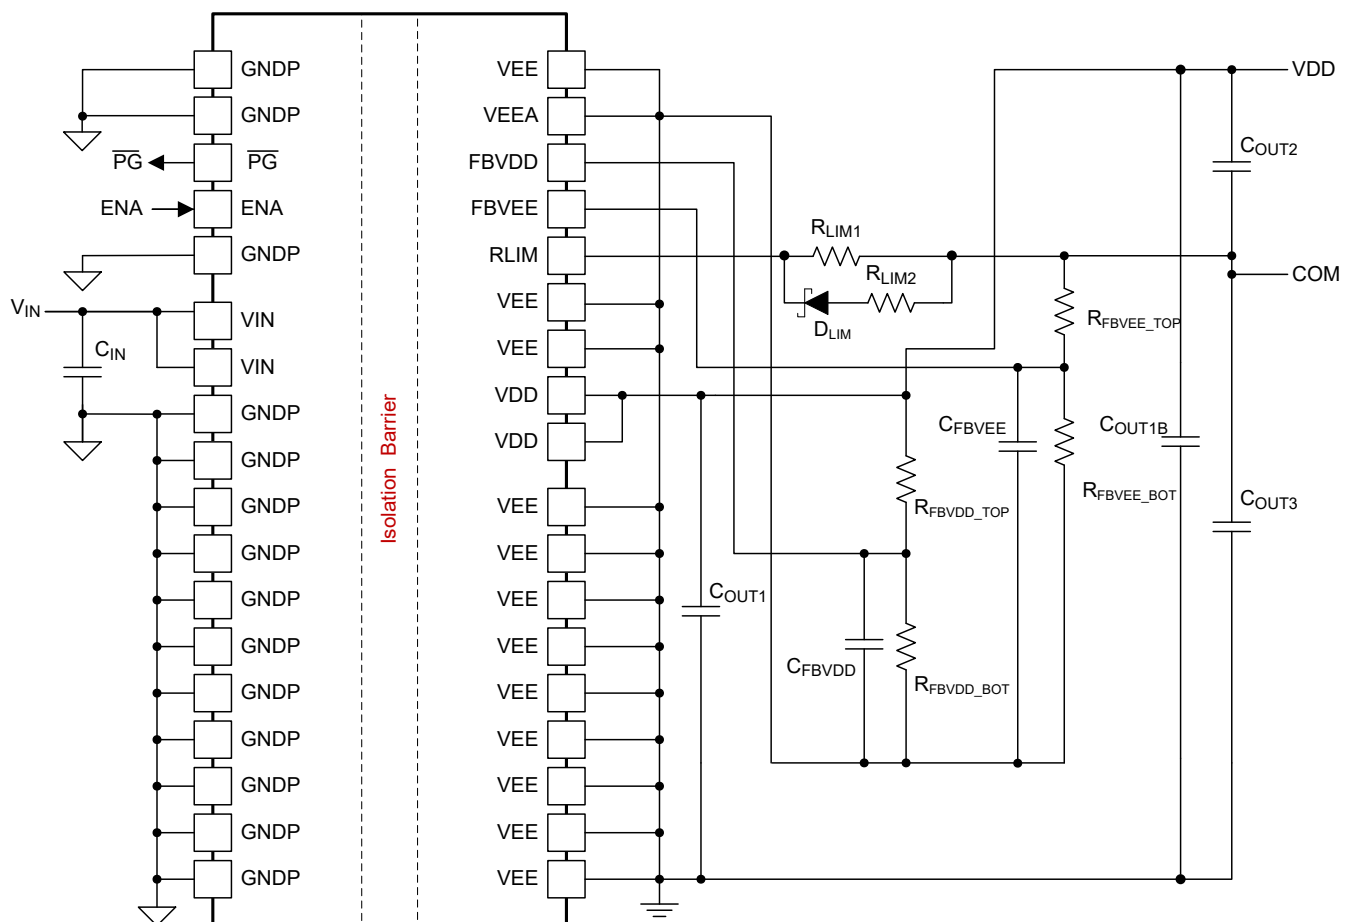 GNDP
GNDP
PG PG
ENA ENA
GNDP
VIN VIN
CIN
VIN
GNDP
GNDP
GNDP
GNDP
GNDP
GNDP
GNDP
GNDP
GNDP
GNDP
GNDP
Isolation Barrier
VEE
VEEA
FBVDD
FBVEE
RLIM
VEE
VEE
VDD
VDD
VEE
VEE
VEE
VEE
VEE
VEE
VEE
VEE
VEE
RLIM1
RLIM2
DLIM
COUT1
RFBVDD_TOP
CFBVDD
RFBVDD_BOT
CFBVEE
RFBVEE_TOP
RFBVEE_BOT
COUT1B
VDD
COUT2
COM
COUT3